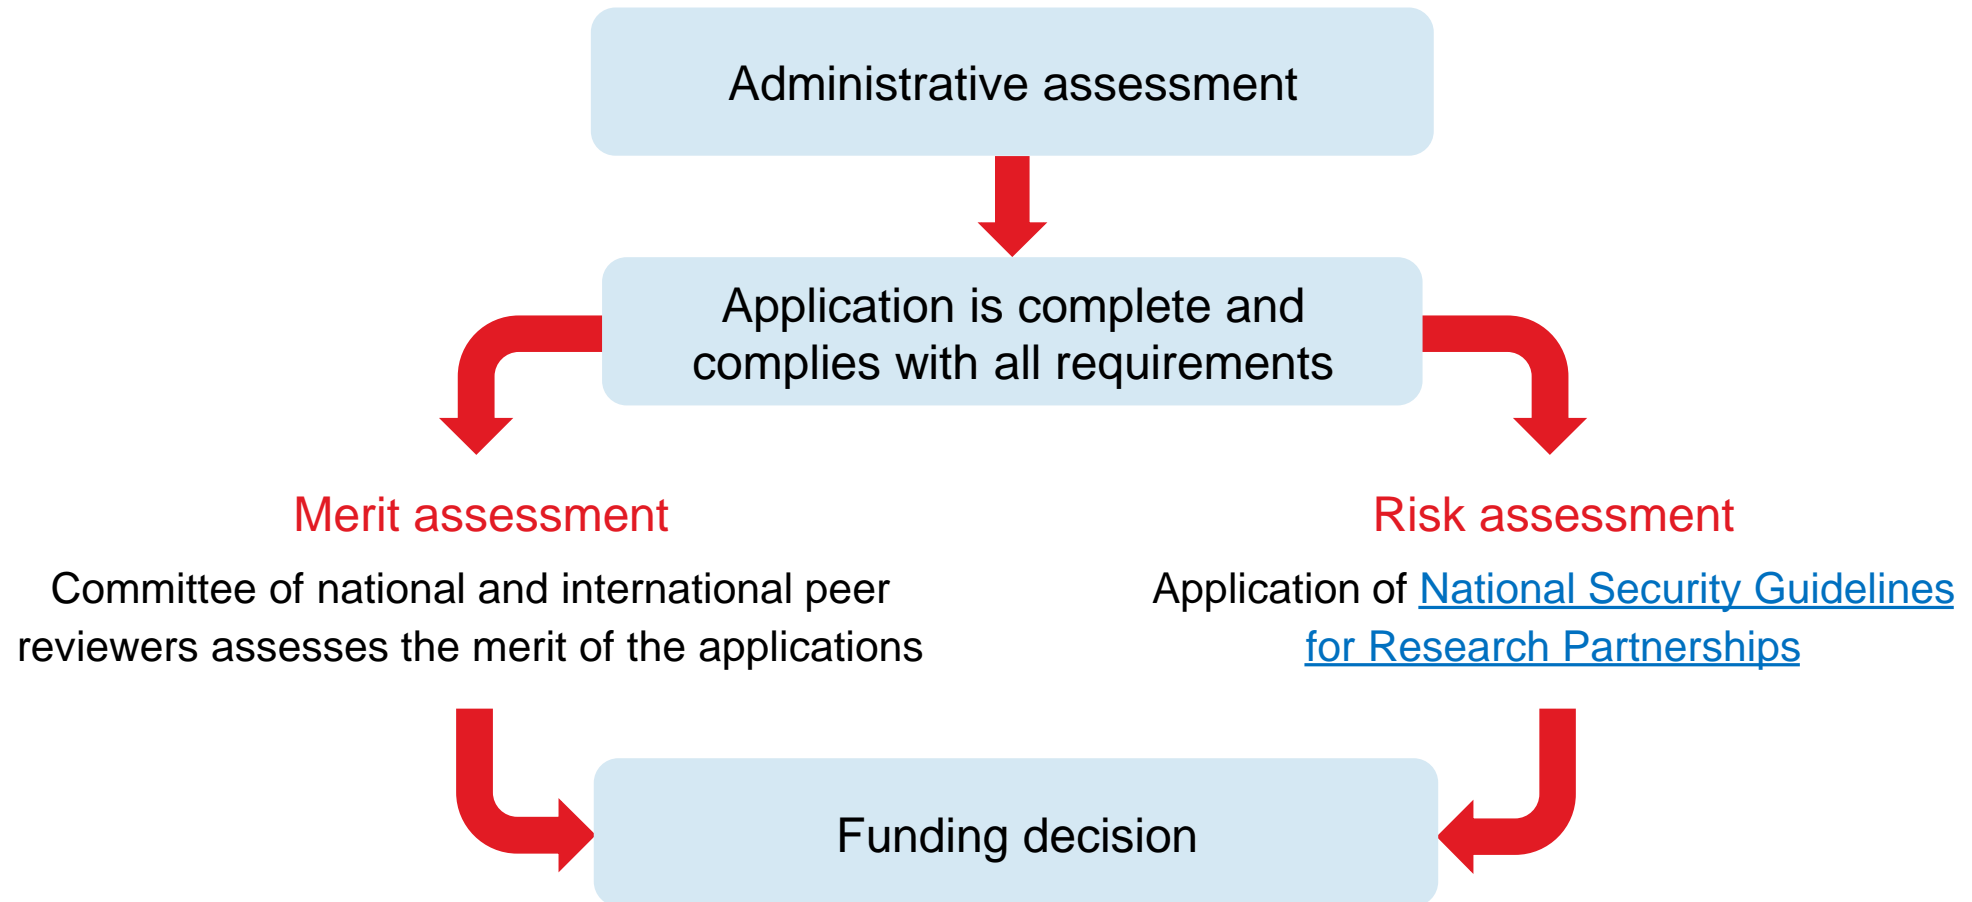 Administrative assessment
Application is complete and
complies with all requirements
Merit assessment
Committee of national and international peer
reviewers assesses the merit of the applications
Risk assessment
Application of National Security Guidelines
for Research Partnerships
Funding decision